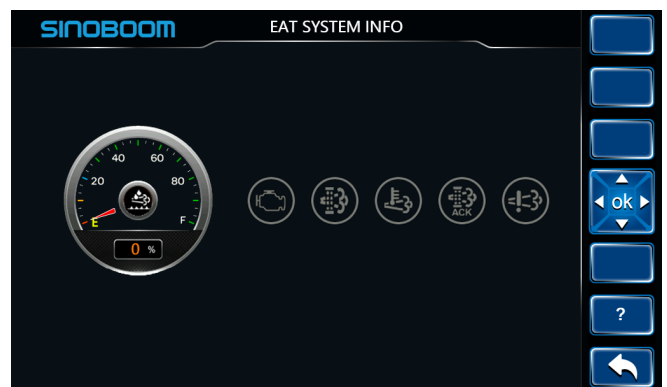 SINOBOOM
EAT SYSTEM INFO
40 60
20 80
E F
0 %
ACK
ok
?